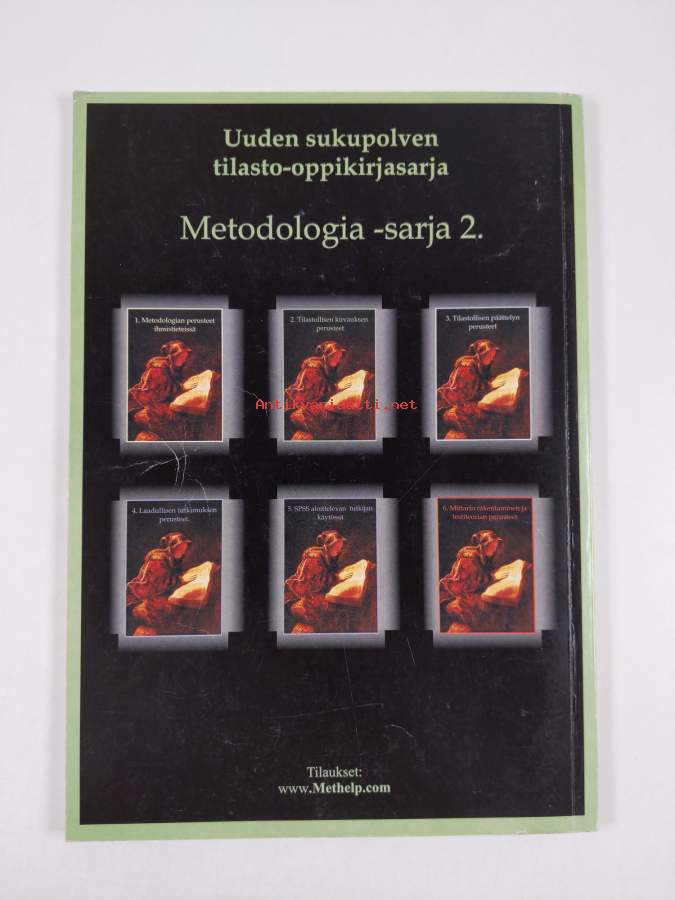 Uuden sukupolven
tilasto-oppikirjasarja
Metodologia -sarja 2.
1. Metodologian perusteet
ihmistieteissä
2. Tilastollisen kuvauksen
perusteet
3. Tilastollisen päättelyn
perusteet
Antikvariaatti.net
4. Laadullisen tutkimuksen
perusteet.
5. SPSS aloittelevan tutkijan
käytössä
6. Mittarin rakentaminen ja
testiteorian perusteet
Tilaukset:
www.Methelp.com